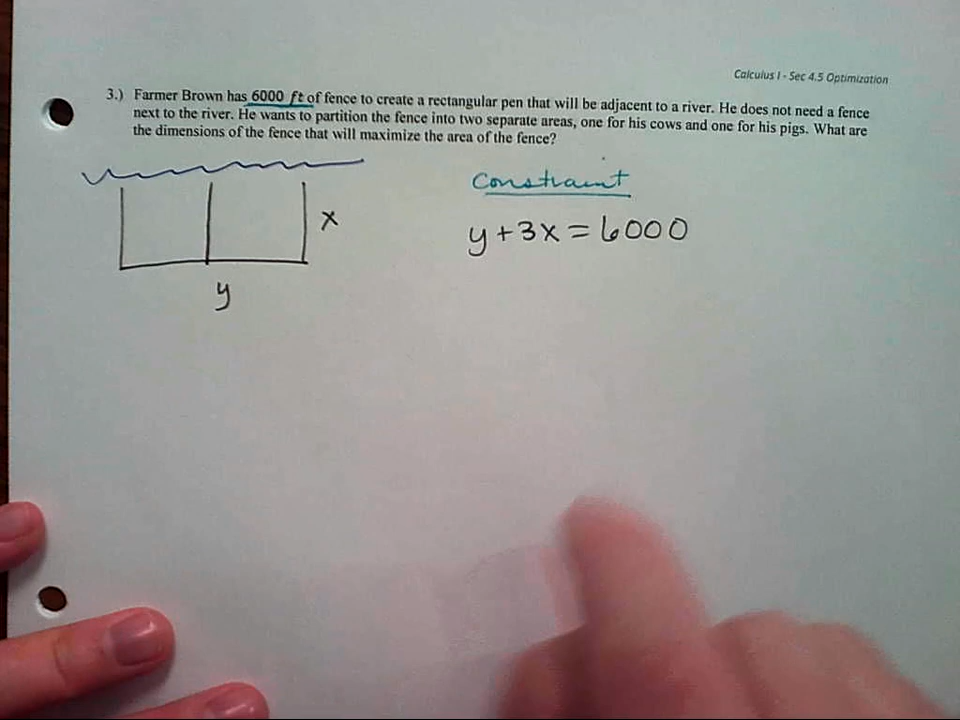 Calculus I - Sec 4.5 Optimization
3.) Farmer Brown has 6000 ft of fence to create a rectangular pen that will be adjacent to a river. He does not need a fence
next to the river. He wants to partition the fence into two separate areas, one for his cows and one for his pigs. What are
the dimensions of the fence that will maximize the area of the fence?
Constraint
x
y+3x=6000
y